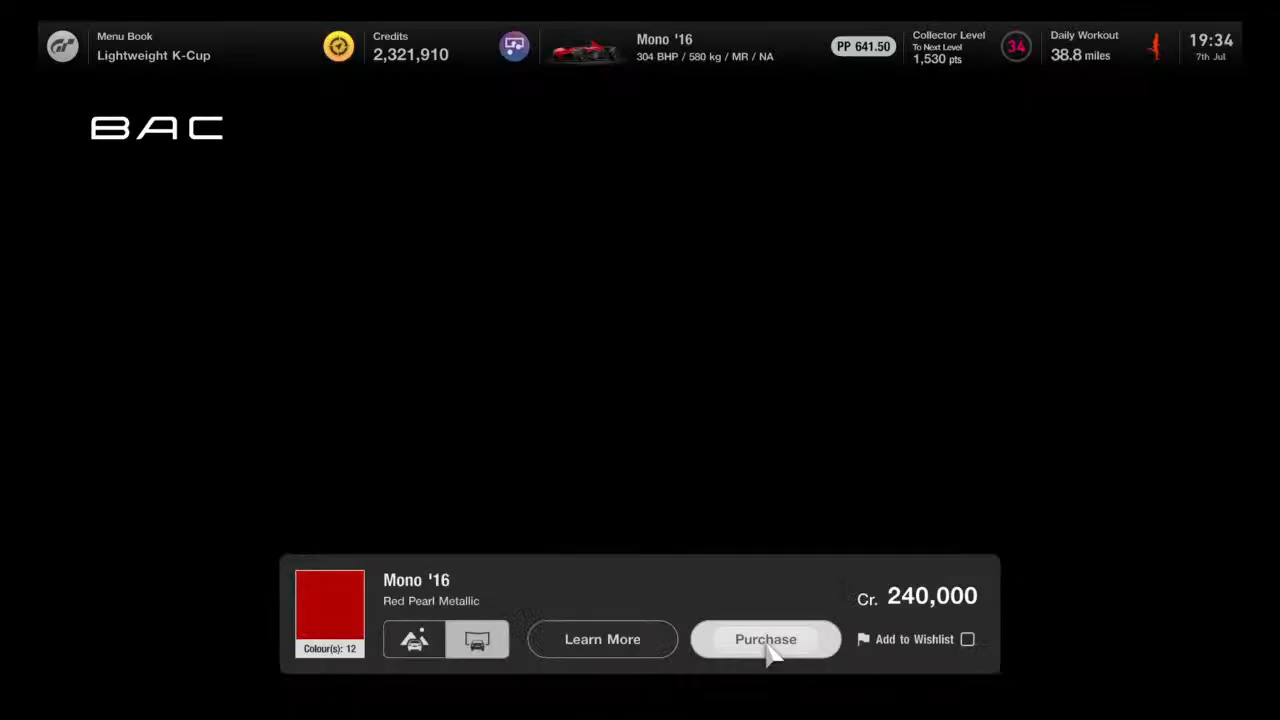 Menu Book
Lightweight K-Cup
Credits
2,321,910
Mono '16
304 BHP / 580 kg / MR / NA
PP 641.50
Collector Level
To Next Level
1,530 pts
34
Daily Workout
38.8 miles
19:34
7th Jul
BAC
Mono '16
Red Pearl Metallic
Cr. 240,000
Colour(s): 12
Learn More
Purchase
Add to Wishlist